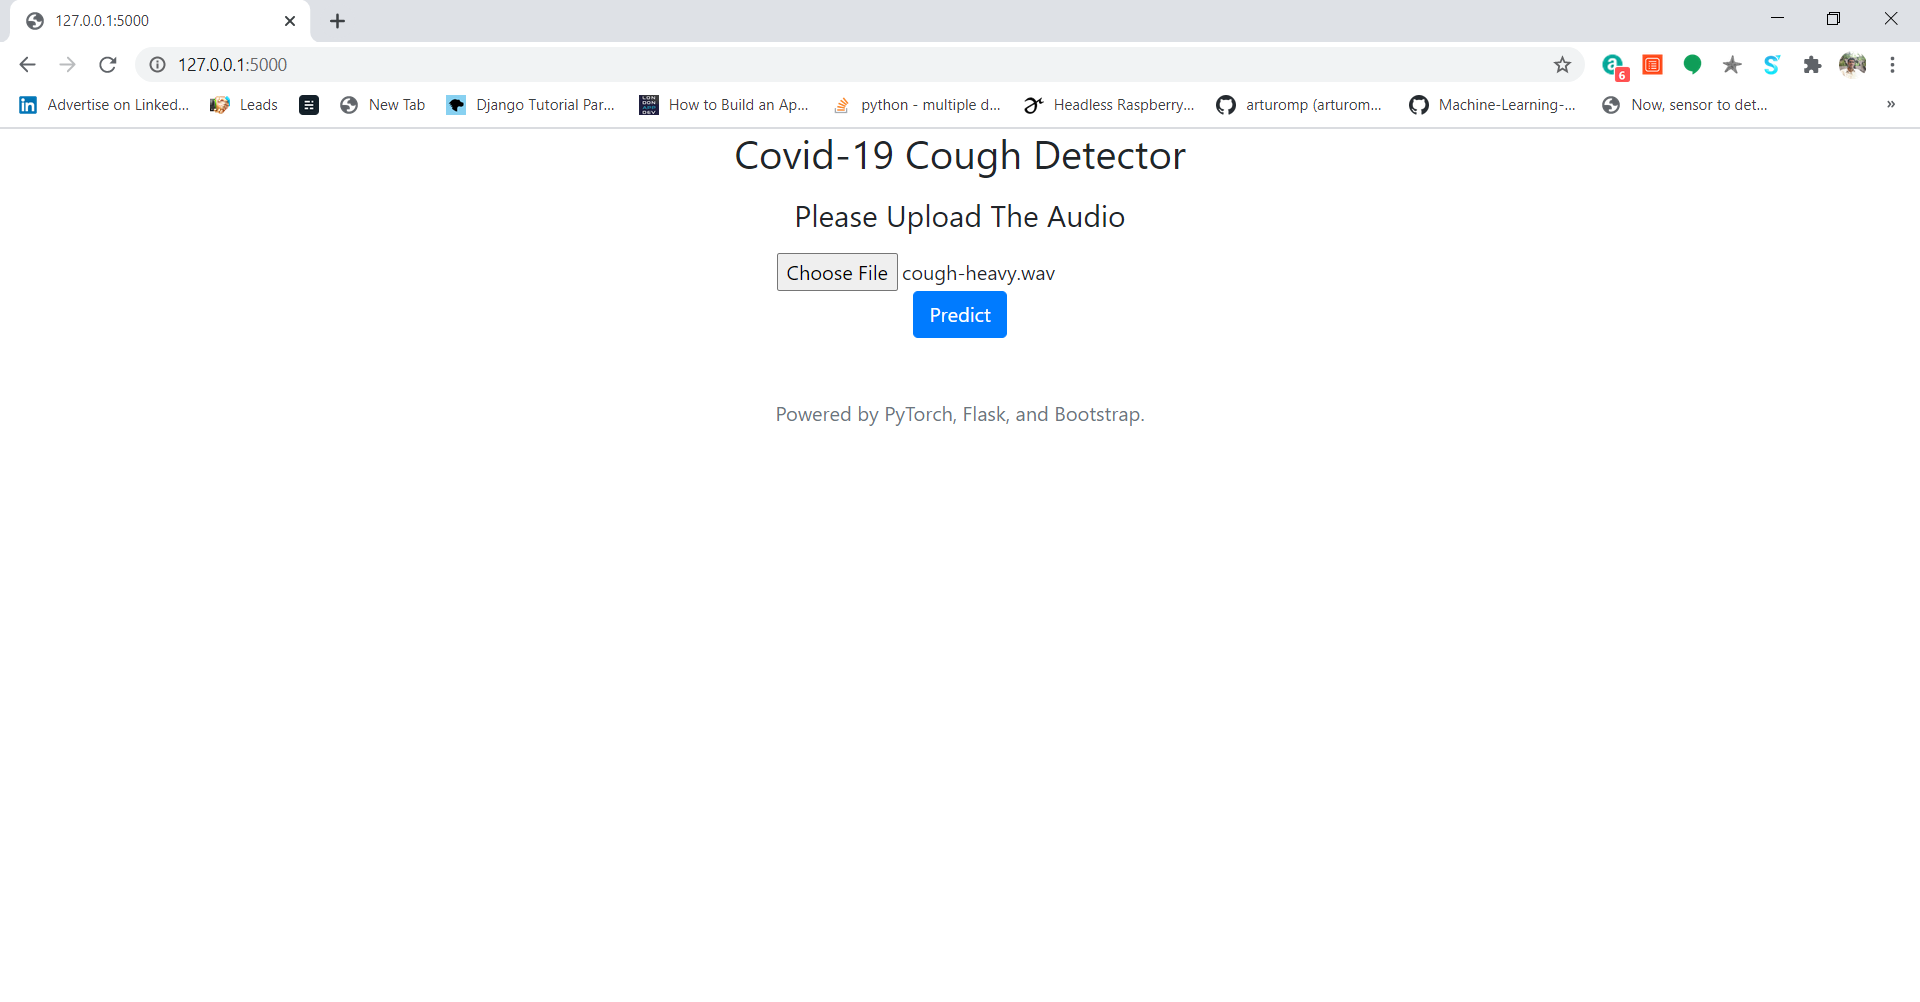 127.0.0.1:5000
127.0.0.1:5000
6
Advertise on Linked... Leads New Tab Django Tutorial Par... How to Build an Ap... python - multiple d... Headless Raspberry... arturomp (arturom... Machine-Learning-... Now, sensor to det... »
Covid-19 Cough Detector
Please Upload The Audio
Choose File cough-heavy.wav
Predict
Powered by PyTorch, Flask, and Bootstrap.